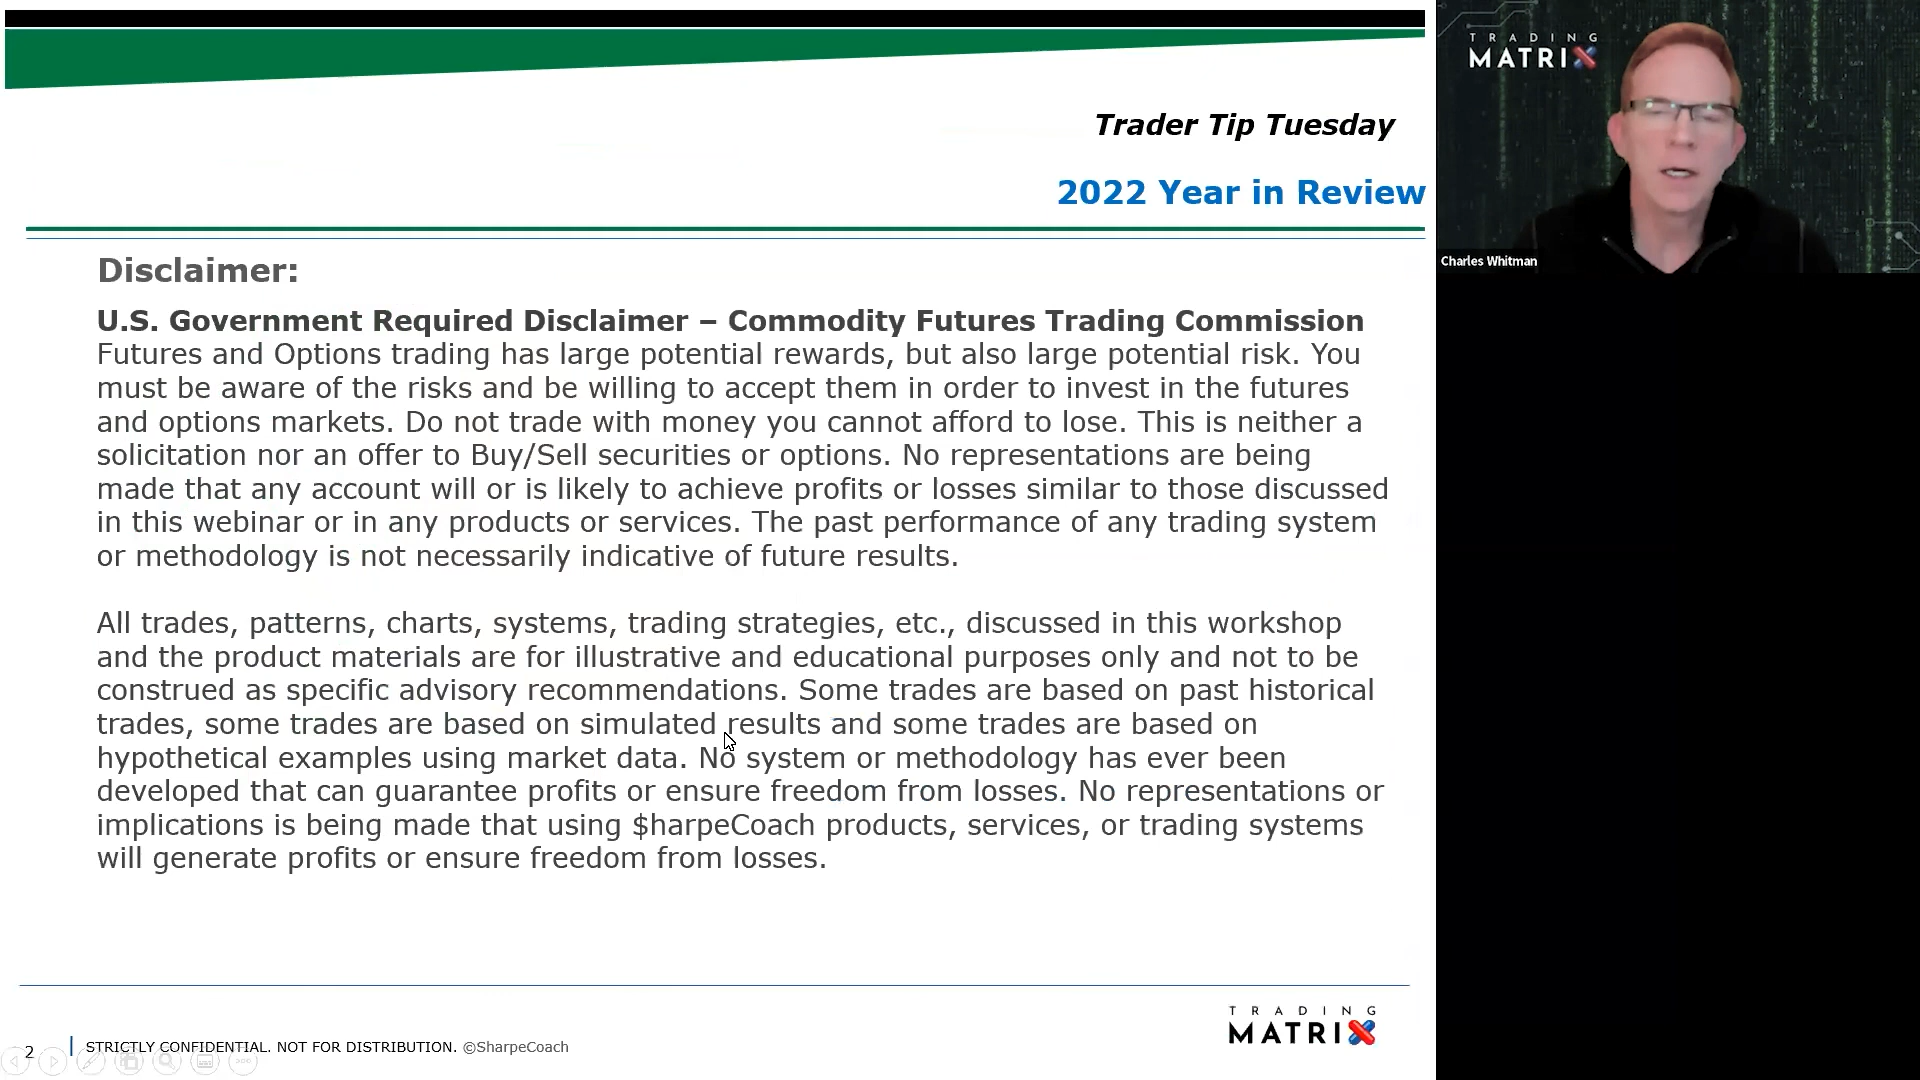 Trader Tip Tuesday
2022 Year in Review
Disclaimer:
U.S. Government Required Disclaimer – Commodity Futures Trading Commission
Futures and Options trading has large potential rewards, but also large potential risk. You
must be aware of the risks and be willing to accept them in order to invest in the futures
and options markets. Do not trade with money you cannot afford to lose. This is neither a
solicitation nor an offer to Buy/Sell securities or options. No representations are being
made that any account will or is likely to achieve profits or losses similar to those discussed
in this webinar or in any products or services. The past performance of any trading system
or methodology is not necessarily indicative of future results.
All trades, patterns, charts, systems, trading strategies, etc., discussed in this workshop
and the product materials are for illustrative and educational purposes only and not to be
construed as specific advisory recommendations. Some trades are based on past historical
trades, some trades are based on simulated results and some trades are based on
hypothetical examples using market data. No system or methodology has ever been
developed that can guarantee profits or ensure freedom from losses. No representations or
implications is being made that using $harpeCoach products, services, or trading systems
will generate profits or ensure freedom from losses.
TRADING
MATRIX
2
STRICTLY CONFIDENTIAL. NOT FOR DISTRIBUTION. ©SharpeCoach
TRADING
MATRIX
Charles Whitman